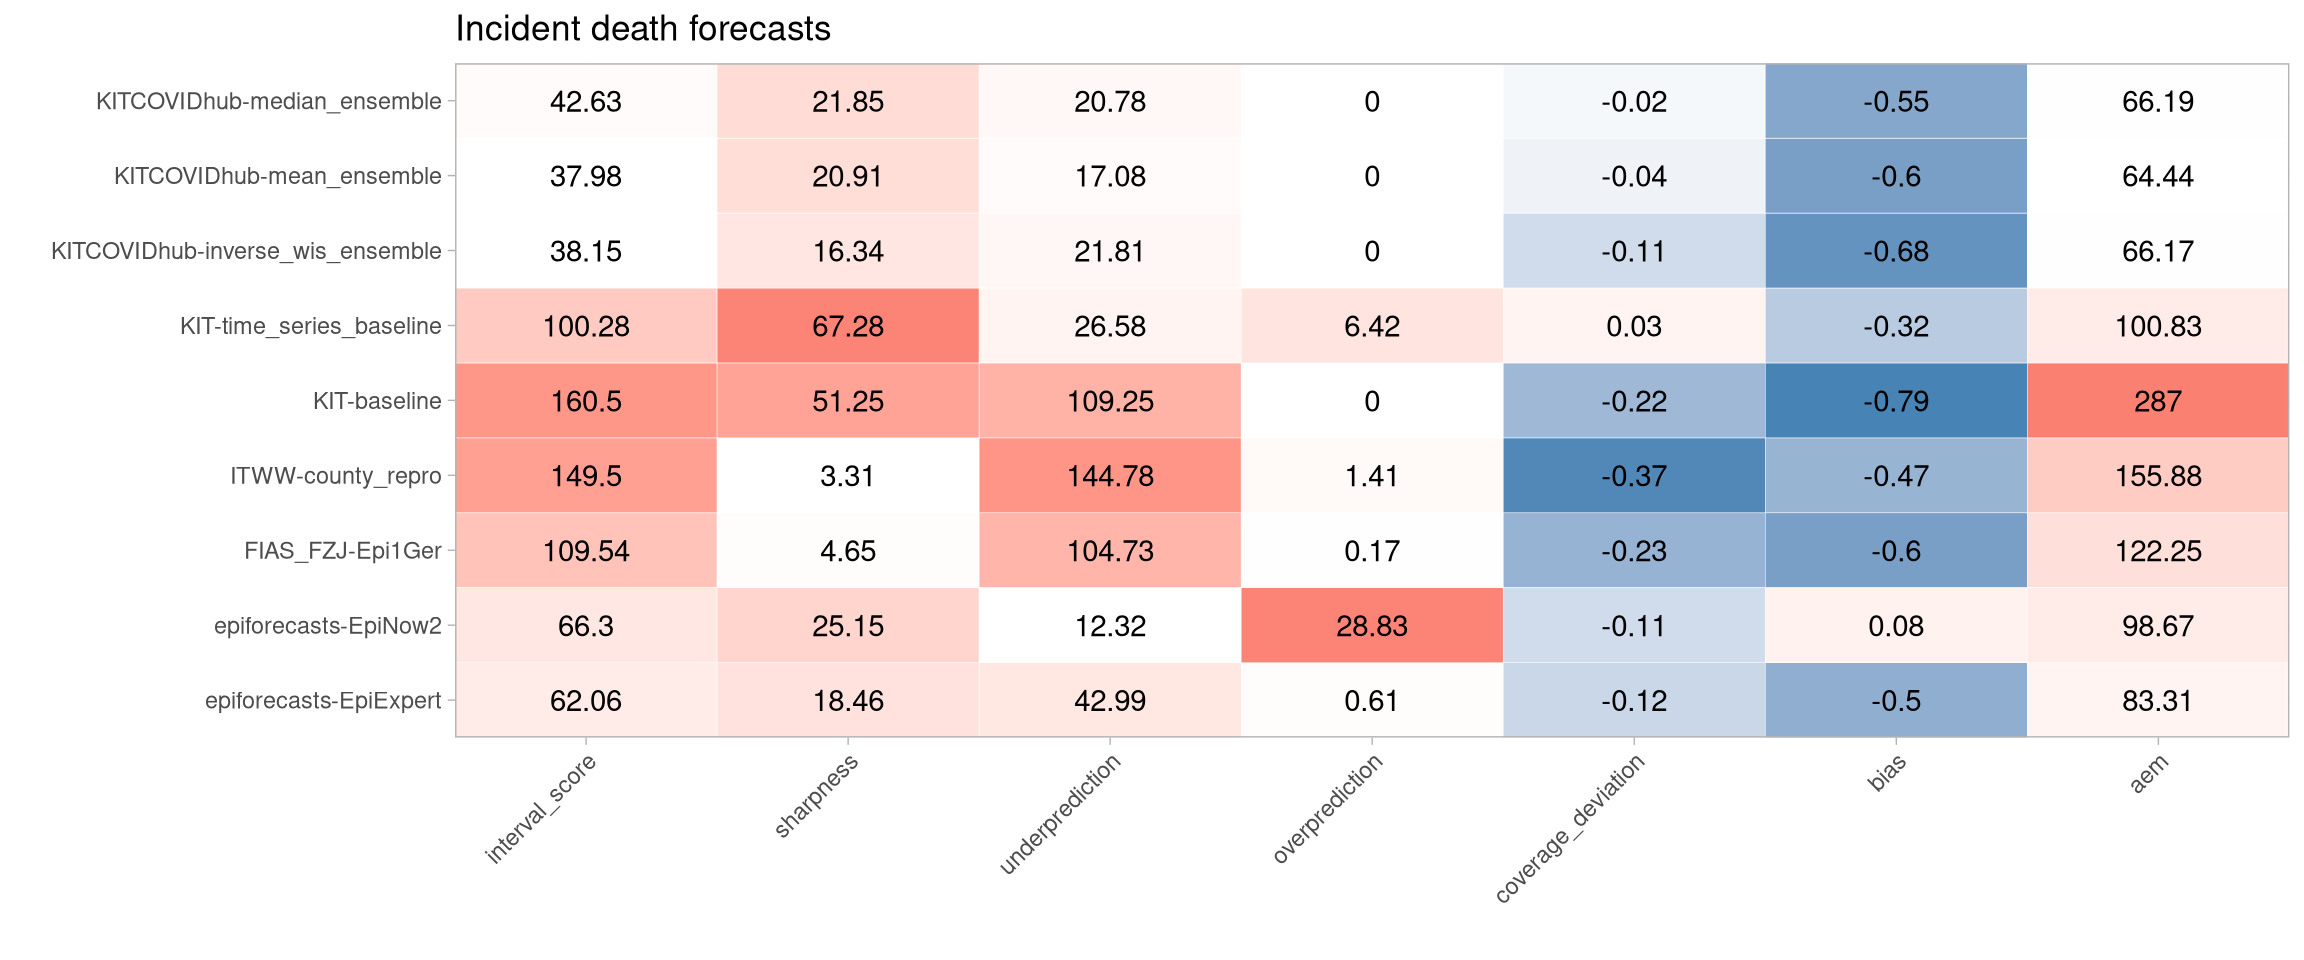 Incident death forecasts
KITCOVIDhub-median_ensemble 42.63 21.85 20.78 0 -0.02 -0.55 66.19
KITCOVIDhub-mean_ensemble 37.98 20.91 17.08 0 -0.04 -0.6 64.44
KITCOVIDhub-inverse_wis_ensemble 38.15 16.34 21.81 0 -0.11 -0.68 66.17
KIT-time_series_baseline 100.28 67.28 26.58 6.42 0.03 -0.32 100.83
KIT-baseline 160.5 51.25 109.25 0 -0.22 -0.79 287
ITWW-county_repro 149.5 3.31 144.78 1.41 -0.37 -0.47 155.88
FIAS_FZJ-Epi1Ger 109.54 4.65 104.73 0.17 -0.23 -0.6 122.25
epiforecasts-EpiNow2 66.3 25.15 12.32 28.83 -0.11 0.08 98.67
epiforecasts-EpiExpert 62.06 18.46 42.99 0.61 -0.12 -0.5 83.31
interval_score sharpness underprediction overprediction coverage_deviation bias aem